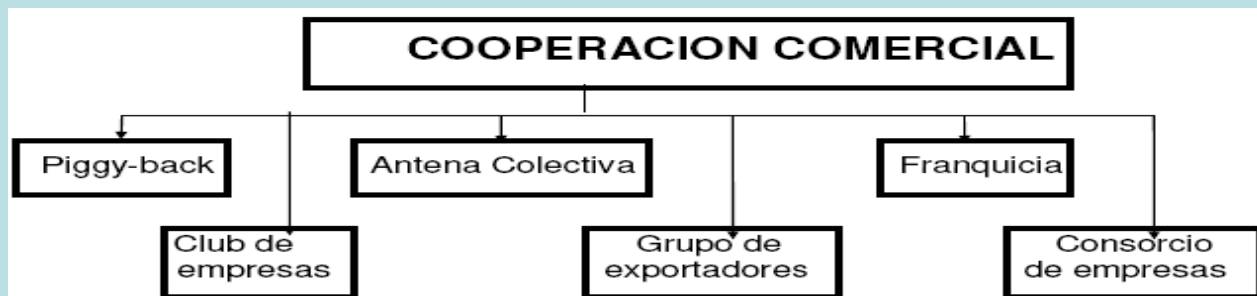 COOPERACION COMERCIAL
Piggy-back
Antena Colectiva
Franquicia
Club de
empresas
Grupo de
exportadores
Consorcio
de empresas